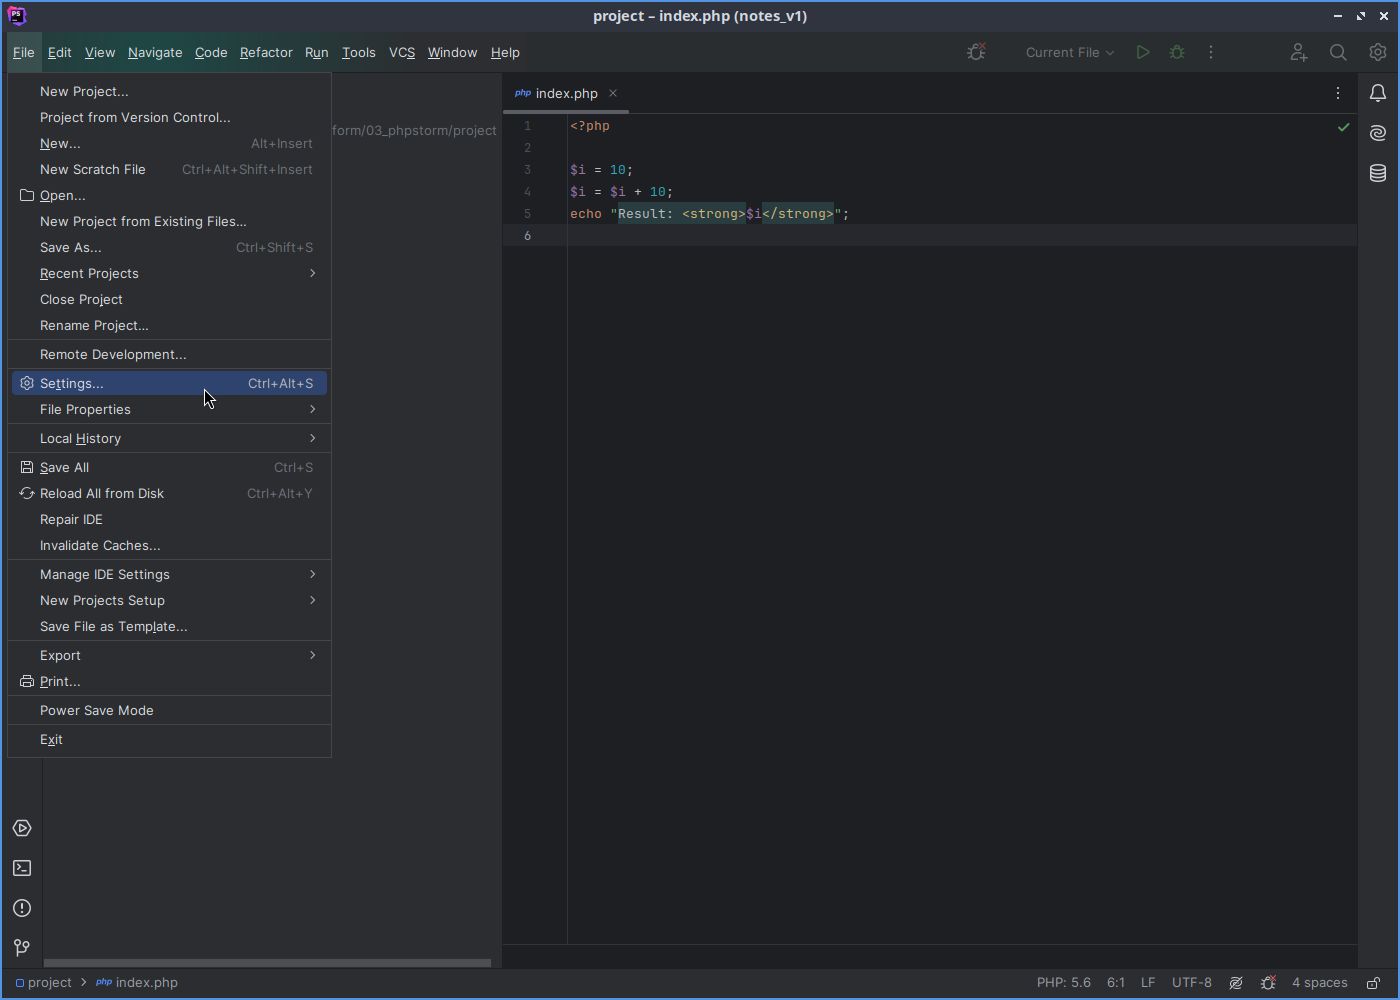 project – index.php (notes_v1)
File Edit View Navigate Code Refactor Run Tools VCS Window Help
Current File
New Project...
Project from Version Control...
New... Alt+Insert
New Scratch File Ctrl+Alt+Shift+Insert
Open...
New Project from Existing Files...
Save As... Ctrl+Shift+S
Recent Projects
Close Project
Rename Project...
Remote Development...
Settings... Ctrl+Alt+S
File Properties
Local History
Save All Ctrl+S
Reload All from Disk Ctrl+Alt+Y
Repair IDE
Invalidate Caches...
Manage IDE Settings
New Projects Setup
Save File as Template...
Export
Print...
Power Save Mode
Exit
form/03_phpstorm/project
php index.php
1 <?php
2
3 $i = 10;
4 $i = $i + 10;
5 echo "Result: <strong>$i</strong>";
6
project > php index.php
PHP: 5.6 6:1 LF UTF-8 4 spaces